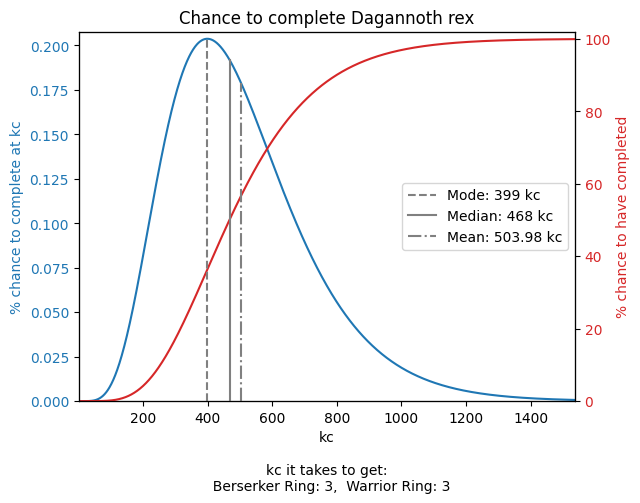 Chance to complete Dagannoth rex
% chance to complete at kc
0.200
0.175
0.150
0.125
0.100
0.075
0.050
0.025
0.000
100
80
60
40
20
0
% chance to have completed
Mode: 399 kc
Median: 468 kc
Mean: 503.98 kc
200 400 600 800 1000 1200 1400
kc
kc it takes to get:
Berserker Ring: 3,  Warrior Ring: 3